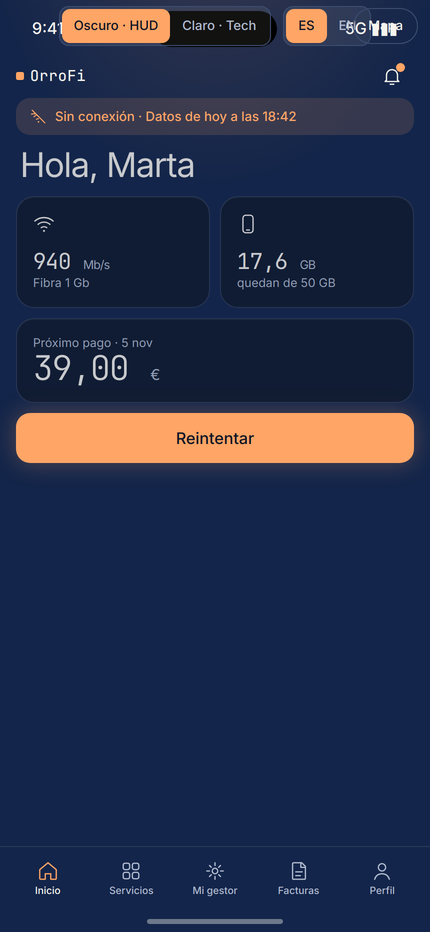 9:41
Oscuro · HUD
Claro · Tech
ES
EN
5G
Mapa
OrroFi
Sin conexión · Datos de hoy a las 18:42
Hola, Marta
940 Mb/s
Fibra 1 Gb
17,6 GB
quedan de 50 GB
Próximo pago · 5 nov
39,00 €
Reintentar
Inicio
Servicios
Mi gestor
Facturas
Perfil